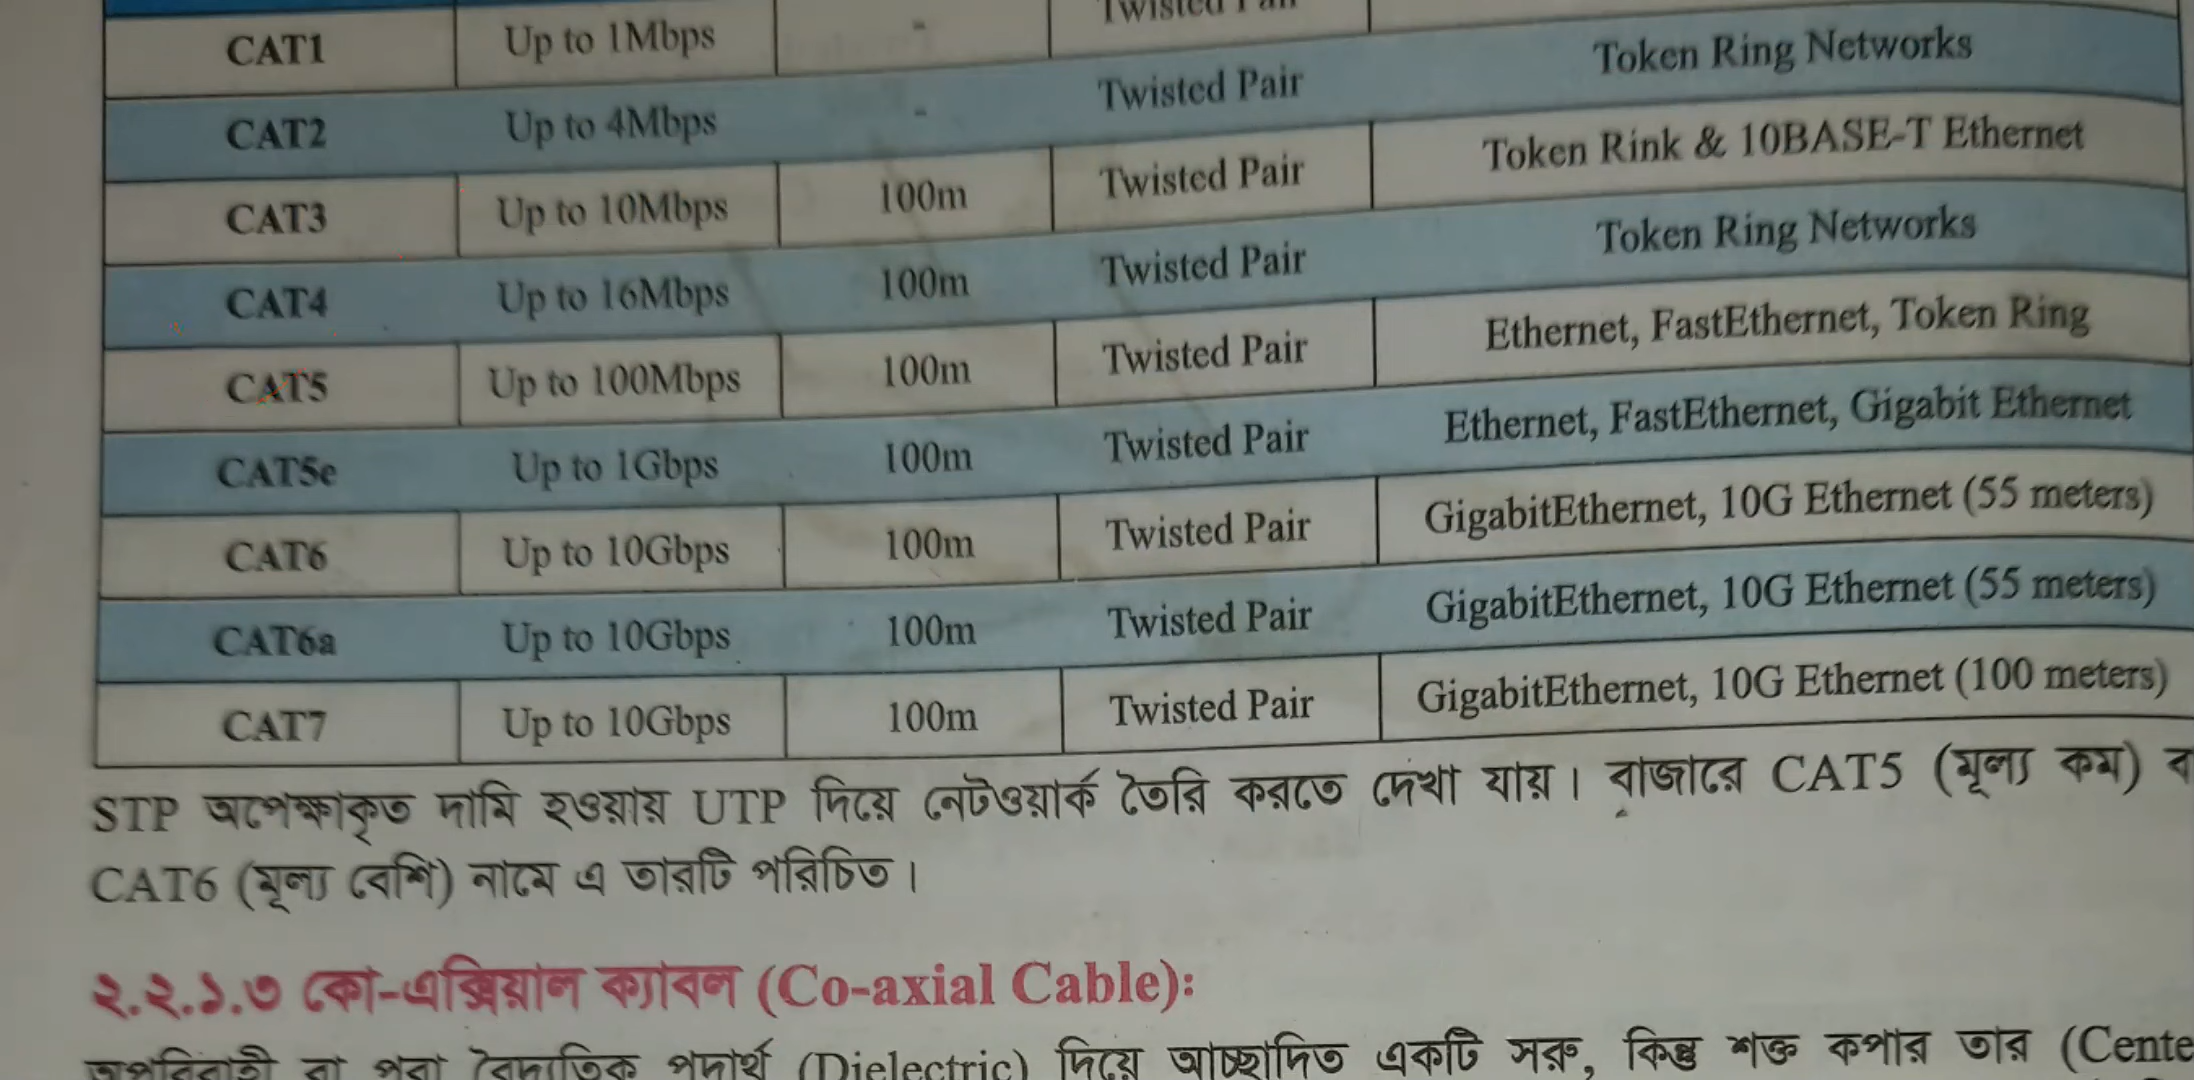 Twisted Pair
CAT1 Up to 1Mbps -
CAT2 Up to 4Mbps - Twisted Pair Token Ring Networks
CAT3 Up to 10Mbps 100m Twisted Pair Token Rink & 10BASE-T Ethernet
CAT4 Up to 16Mbps 100m Twisted Pair Token Ring Networks
CAT5 Up to 100Mbps 100m Twisted Pair Ethernet, FastEthernet, Token Ring
CAT5e Up to 1Gbps 100m Twisted Pair Ethernet, FastEthernet, Gigabit Ethernet
CAT6 Up to 10Gbps 100m Twisted Pair GigabitEthernet, 10G Ethernet (55 meters)
CAT6a Up to 10Gbps 100m Twisted Pair GigabitEthernet, 10G Ethernet (55 meters)
CAT7 Up to 10Gbps 100m Twisted Pair GigabitEthernet, 10G Ethernet (100 meters)
STP অপেক্ষাকৃত দামি হওয়ায় UTP দিয়ে নেটওয়ার্ক তৈরি করতে দেখা যায়। বাজারে CAT5 (মূল্য কম)
CAT6 (মূল্য বেশি) নামে এ তারটি পরিচিত।
২.২.১.৩ কো-এক্সিয়াল ক্যাবল (Co-axial Cable):
অপরিবাহী বা পরা বৈদ্যুতিক পদার্থ (Dielectric) দিয়ে আচ্ছাদিত একটি সরু, কিন্তু শক্ত কপার তার (Cente